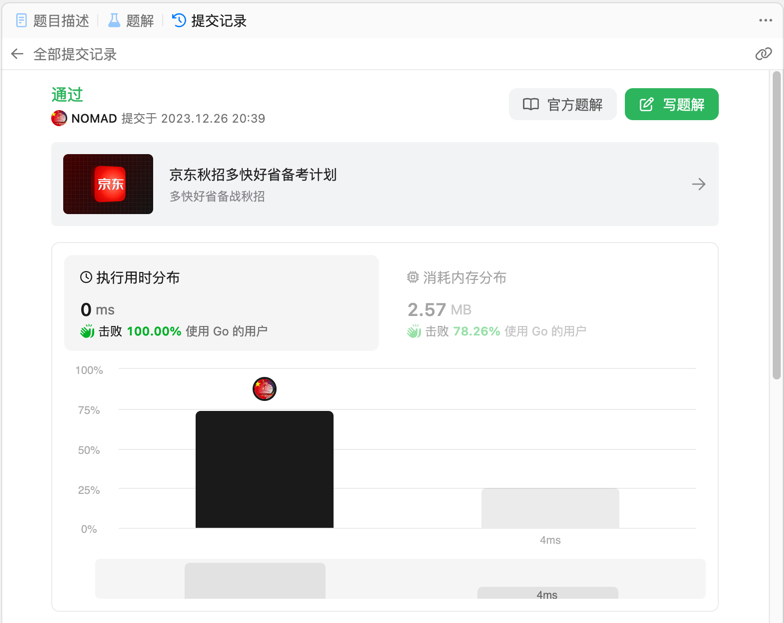 题目描述 题解 提交记录
全部提交记录
通过
NOMAD 提交于 2023.12.26 20:39
官方题解
写题解
京东
京东秋招多快好省备考计划
多快好省备战秋招
执行用时分布
0 ms
击败 100.00% 使用 Go 的用户
消耗内存分布
2.57 MB
击败 78.26% 使用 Go 的用户
100%
75%
50%
25%
0%
4ms
4ms